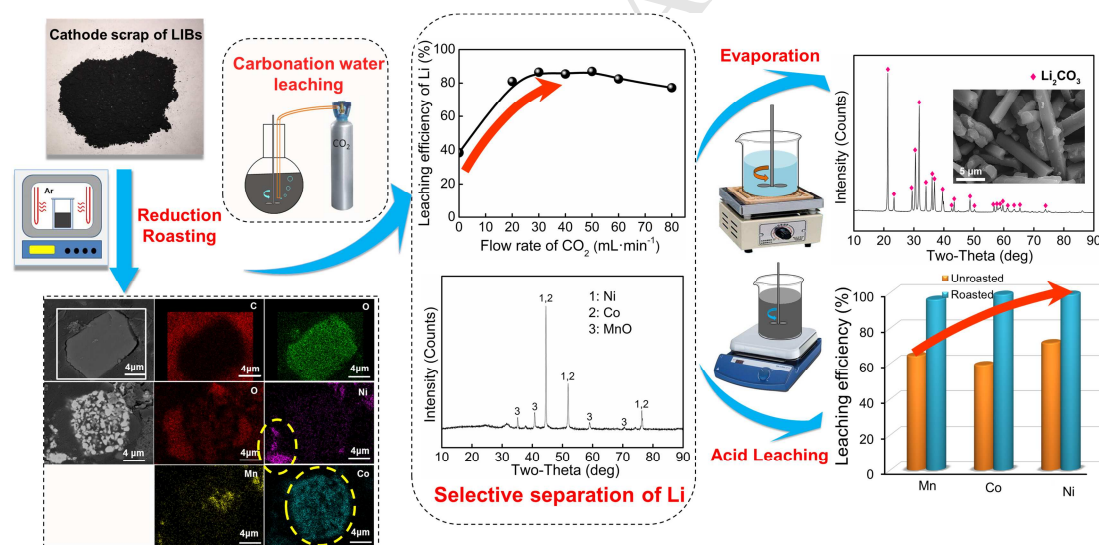 Cathode scrap of LIBs
Ar
Reduction
Roasting
Carbonation water
leaching
CO2
C
O
4μm
4μm
4μm
O
Ni
4 μm
4μm
4μm
Mn
Co
4μm
4μm
Leaching efficiency of Li (%)
100
80
60
40
20
0
0 10 20 30 40 50 60 70 80
Flow rate of CO2 (mL·min-1)
Intensity (Counts)
1,2
1: Ni
2: Co
3: MnO
1,2
3
3
3
3
1,2
10 20 30 40 50 60 70 80 90
Two-Theta (deg)
Selective separation of Li
Evaporation
Acid Leaching
Intensity (Counts)
Li2CO3
5 μm
10 20 30 40 50 60 70 80 90
Two-Theta (deg)
Unroasted
Roasted
Leaching efficiency (%)
100
80
60
40
20
0
Mn
Co
Ni